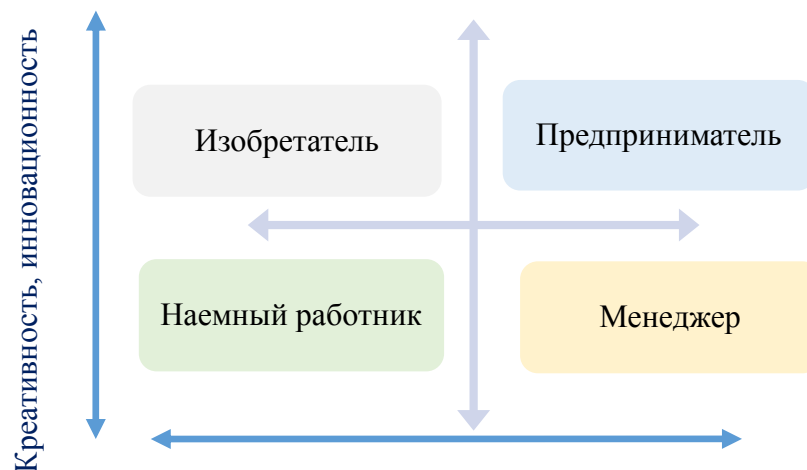 Креативность, инновационность
Изобретатель
Предприниматель
Наемный работник
Менеджер